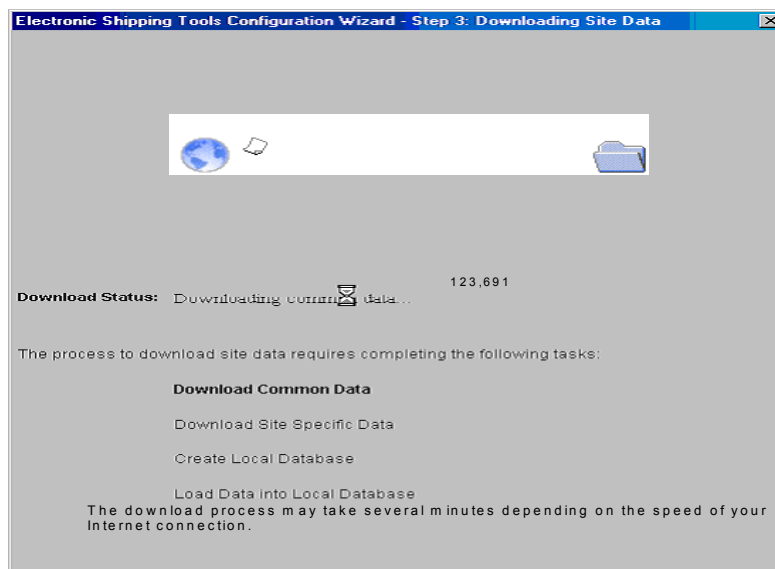 Electronic Shipping Tools Configuration Wizard - Step 3: Downloading Site Data
123,691
Download Status: Downloading common data...
The process to download site data requires completing the following tasks:
Download Common Data
Download Site Specific Data
Create Local Database
Load Data into Local Database
The download process may take several minutes depending on the speed of your
Internet connection.